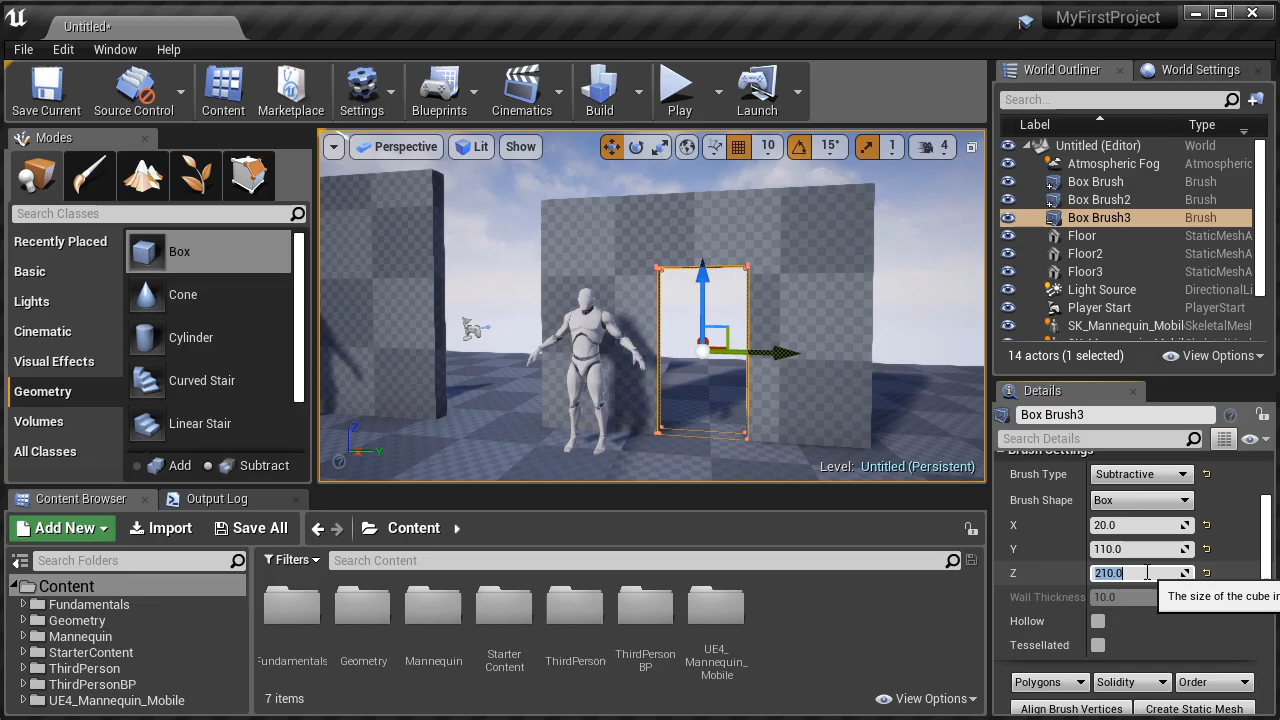 Untitled*
MyFirstProject
File Edit Window Help
Save Current Source Control Content Marketplace Settings Blueprints Cinematics Build Play Launch
Modes
Search Classes
Recently Placed
Basic
Lights
Cinematic
Visual Effects
Geometry
Volumes
All Classes
Box
Cone
Cylinder
Curved Stair
Linear Stair
Add Subtract
Perspective Lit Show 10 15° 1 4
Z
Y
Level: Untitled (Persistent)
World Outliner World Settings
Search...
Label Type
Untitled (Editor) World
Atmospheric Fog Atmospheric
Box Brush Brush
Box Brush2 Brush
Box Brush3 Brush
Floor StaticMeshA
Floor2 StaticMeshA
Floor3 StaticMeshA
Light Source DirectionalLi
Player Start PlayerStart
SK_Mannequin_Mobil SkeletalMesh
14 actors (1 selected) View Options
Details
Box Brush3
Search Details
Brush Settings
Brush Type Subtractive
Brush Shape Box
X 20.0
Y 110.0
Z 210.0
Wall Thickness 10.0
The size of the cube in
Hollow
Tessellated
Polygons Solidity Order
Align Brush Vertices Create Static Mesh
Content Browser Output Log
Add New Import Save All Content
Search Folders
Filters Search Content
Content
Fundamentals
Geometry
Mannequin
StarterContent
ThirdPerson
ThirdPersonBP
UE4_Mannequin_Mobile
Fundamentals
Geometry
Mannequin
Starter
Content
ThirdPerson
ThirdPerson
BP
UE4_
Mannequin_
Mobile
7 items View Options